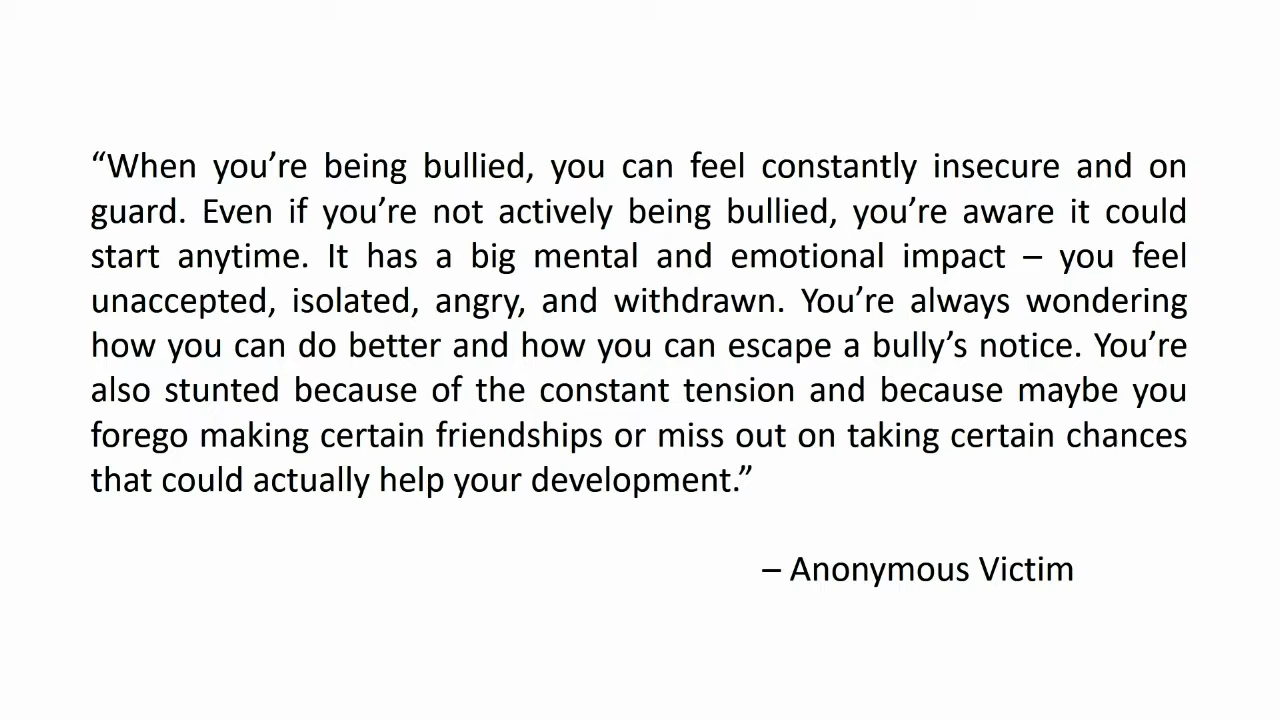 “When you’re being bullied, you can feel constantly insecure and on
guard. Even if you’re not actively being bullied, you’re aware it could
start anytime. It has a big mental and emotional impact – you feel
unaccepted, isolated, angry, and withdrawn. You’re always wondering
how you can do better and how you can escape a bully’s notice. You’re
also stunted because of the constant tension and because maybe you
forego making certain friendships or miss out on taking certain chances
that could actually help your development.”
– Anonymous Victim